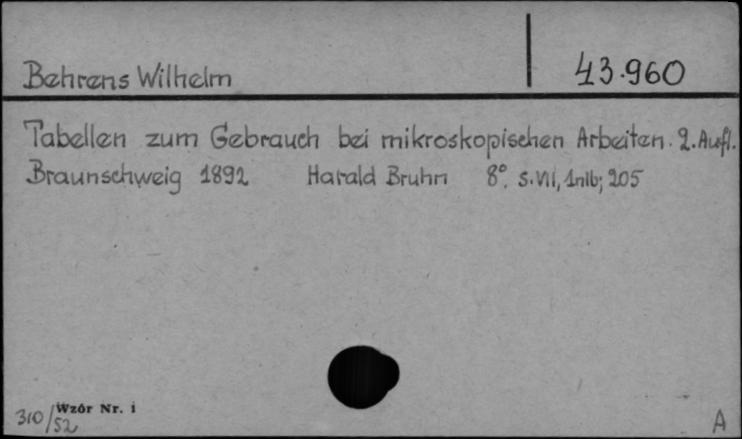 Behrens Wilhelm
43.960
Tabellen zum Gebrauch bei mikroskopischen Arbeiten. 2. Aufl.
Braunschweig 1892 Harald Bruhn 8°. S. VII, 1nlb; 205
310/52
Wzór Nr. 1
A